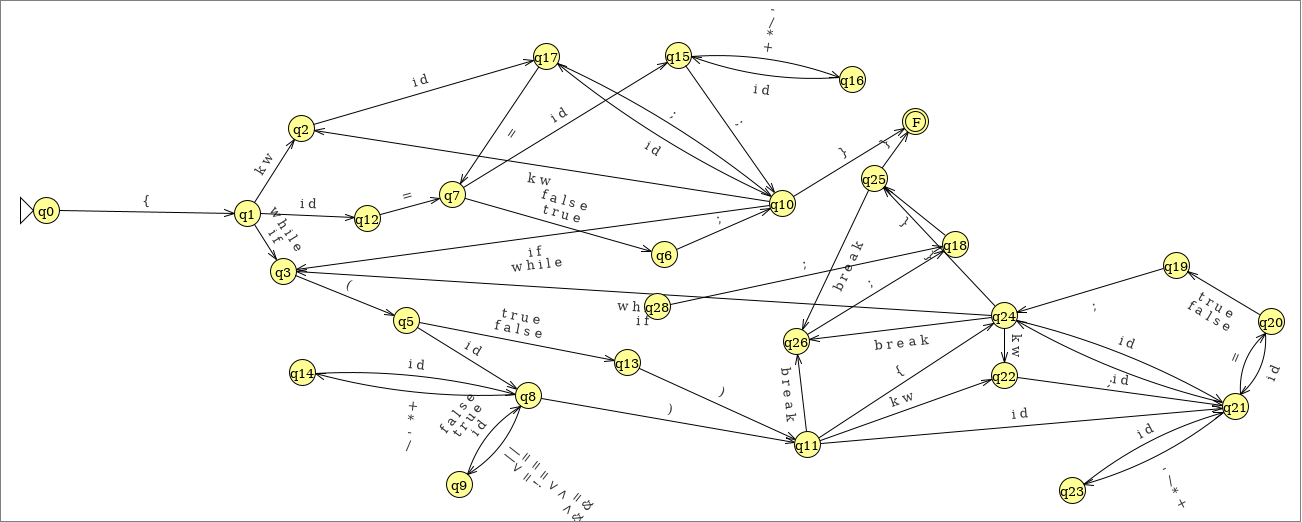 -
/
*
+
q17
q15
q16
id
id
;
;
F
q2
=
id
id
}
}
kw
q25
kw
false
true
{
id
=
q7
q10
q0
q1
q12
while
if
;
}
q18
if
while
q6
break
}
q19
q3
(
;
;
true
false
wh
if
q28
;
q24
q5
true
false
q26
break
kw
id
=
q20
id
q13
id
q14
{
q22
;
id
id
break
q8
)
kw
q21
+
*
-
/
false
true
id
)
id
id
q11
q9
q23
-
/
*
+